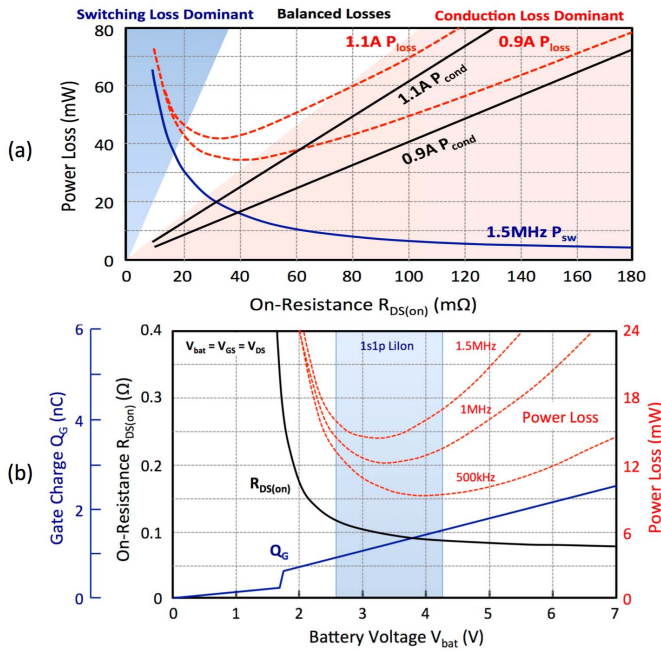 Switching Loss Dominant Balanced Losses Conduction Loss Dominant
(a)
Power Loss (mW)
80
60
40
20
0
1.1A P_loss
0.9A P_loss
1.1A P_cond
0.9A P_cond
1.5MHz P_sw
0 20 40 60 80 100 120 140 160 180
On-Resistance R_DS(on) (mΩ)
(b)
Gate Charge Q_G (nC)
6
4
2
0
On-Resistance R_DS(on) (Ω)
0.4
0.3
0.2
0.1
0
V_bat = V_GS = V_DS
1s1p LiIon
1.5MHz
1MHz
Power Loss
500kHz
R_DS(on)
Q_G
24
18
12
6
0
Power Loss (mW)
0 1 2 3 4 5 6 7
Battery Voltage V_bat (V)